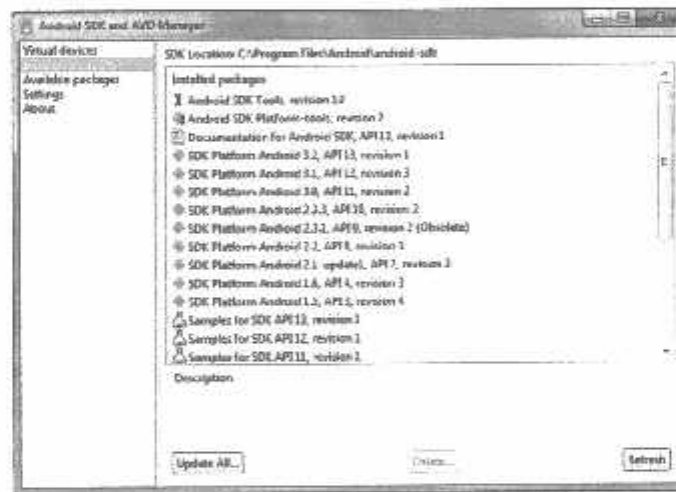 Android SDK and AVD Manager
Virtual devices
Available packages
Settings
About
SDK Location: C:\Program Files\Android\android-sdk
Installed packages
Android SDK Tools, revision
Android SDK Platform-tools, revision
Documentation for Android SDK, API 13, revision 1
SDK Platform Android 3.2, API 13, revision 1
SDK Platform Android 3.1, API 12, revision 3
SDK Platform Android 3.0, API 11, revision 2
SDK Platform Android 2.3.3, API 10, revision 2
SDK Platform Android API 9, revision 2 (Obsolete)
SDK Platform Android 2.2, API 8, revision
SDK Platform Android 2.1 update1, API 7, revision
SDK Platform Android 1.6, API 4, revision 3
SDK Platform Android 1.5, API 3, revision 4
Samples for SDK API 13, revision 1
Samples for SDK API 12, revision 1
Samples for SDK API 11, revision 1
Description
Update All...
Delete...
Refresh